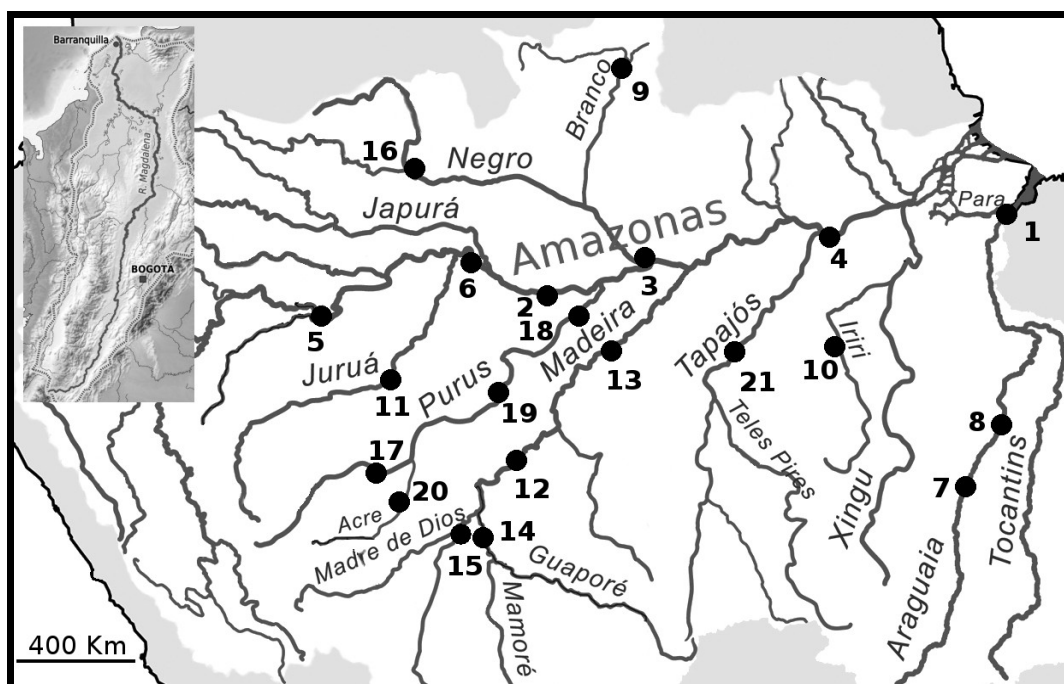 Barranquilla
R. Magdalena
BOGOTÁ
9
Branco
16
Negro
Japurá
Para
1
Amazonas
6
3
4
2
18
5
Madeira
Tapajós
Iriri
Juruá
11
Purus
13
21
10
19
Teles Pires
8
17
12
7
20
Xingu
Tocantins
Acre
Madre de Dios
14
15
Guaporé
Araguaia
Mamoré
400 Km